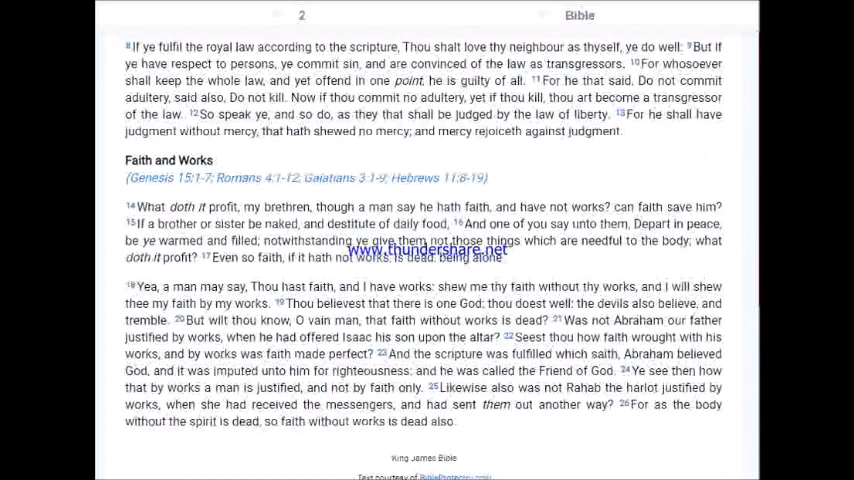 2 Bible
8If ye fulfil the royal law according to the scripture, Thou shalt love thy neighbour as thyself, ye do well: 9But if
ye have respect to persons, ye commit sin, and are convinced of the law as transgressors. 10For whosoever
shall keep the whole law, and yet offend in one point, he is guilty of all. 11For he that said, Do not commit
adultery, said also, Do not kill. Now if thou commit no adultery, yet if thou kill, thou art become a transgressor
of the law. 12So speak ye, and so do, as they that shall be judged by the law of liberty. 13For he shall have
judgment without mercy, that hath shewed no mercy; and mercy rejoiceth against judgment.
Faith and Works
(Genesis 15:1-7; Romans 4:1-12; Galatians 3:1-9; Hebrews 11:8-19)
14What doth it profit, my brethren, though a man say he hath faith, and have not works? can faith save him?
15If a brother or sister be naked, and destitute of daily food, 16And one of you say unto them, Depart in peace,
be ye warmed and filled; notwithstanding ye give them not those things which are needful to the body; what
www.thundershare.net
doth it profit? 17Even so faith, if it hath not works, is dead, being alone.
18Yea, a man may say, Thou hast faith, and I have works: shew me thy faith without thy works, and I will shew
thee my faith by my works. 19Thou believest that there is one God; thou doest well: the devils also believe, and
tremble. 20But wilt thou know, O vain man, that faith without works is dead? 21Was not Abraham our father
justified by works, when he had offered Isaac his son upon the altar? 22Seest thou how faith wrought with his
works, and by works was faith made perfect? 23And the scripture was fulfilled which saith, Abraham believed
God, and it was imputed unto him for righteousness: and he was called the Friend of God. 24Ye see then how
that by works a man is justified, and not by faith only. 25Likewise also was not Rahab the harlot justified by
works, when she had received the messengers, and had sent them out another way? 26For as the body
without the spirit is dead, so faith without works is dead also.
King James Bible
Text courtesy of BibleProtector.com